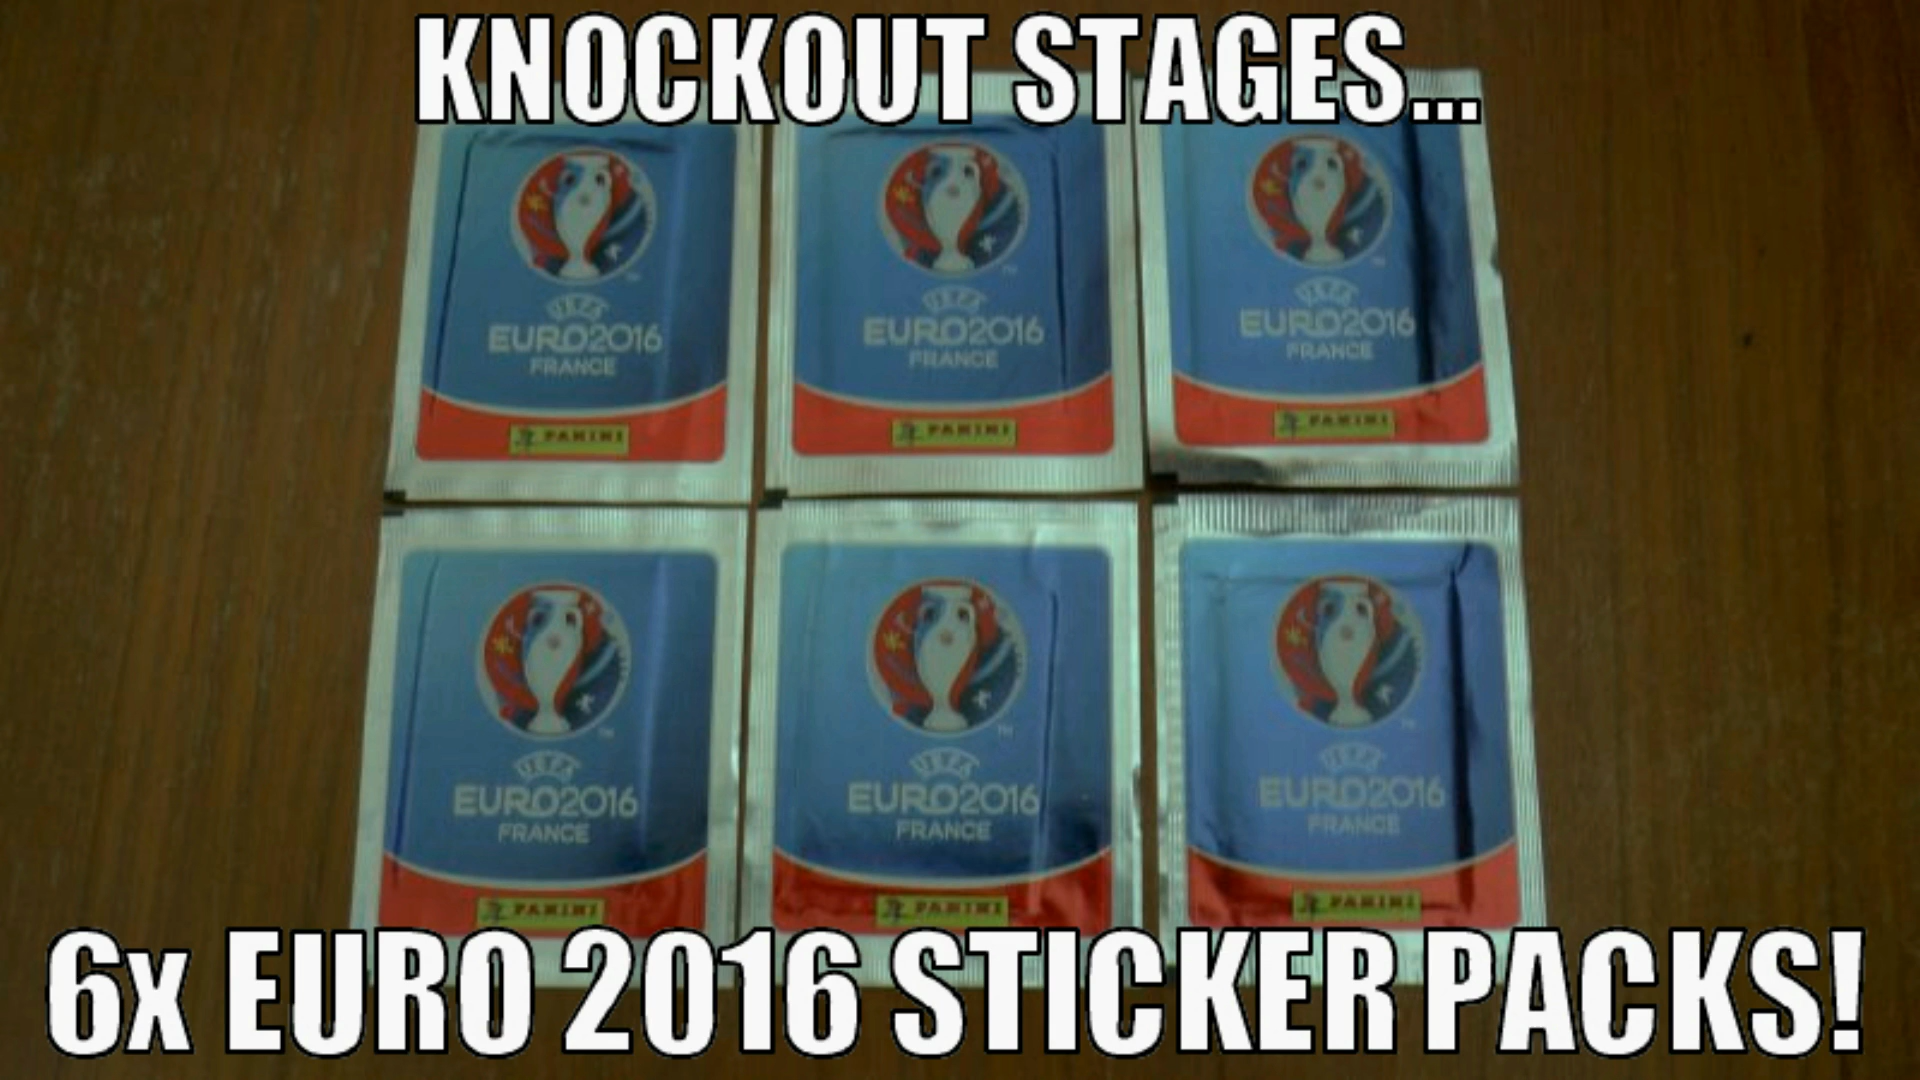 KNOCKOUT STAGES...
UEFA
EURO2016
FRANCE
PANINI
UEFA
EURO2016
FRANCE
PANINI
UEFA
EURO2016
FRANCE
PANINI
UEFA
EURO2016
FRANCE
PANINI
UEFA
EURO2016
FRANCE
PANINI
UEFA
EURO2016
FRANCE
PANINI
6x EURO 2016 STICKER PACKS!